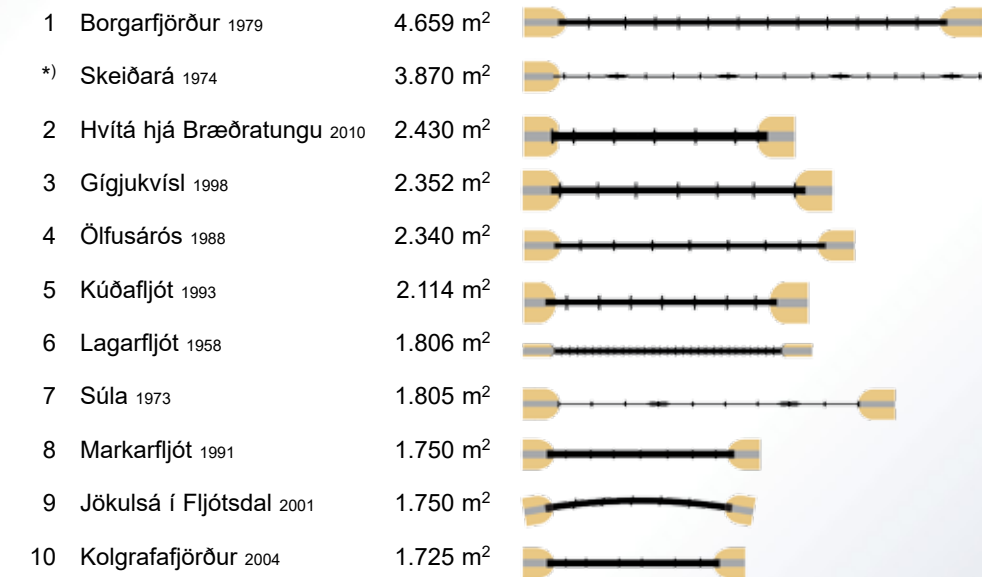 1 Borgarfjörður 1979 4.659 m²
*) Skeiðará 1974 3.870 m²
2 Hvítá hjá Bræðratungu 2010 2.430 m²
3 Gígjukvísl 1998 2.352 m²
4 Ölfusárós 1988 2.340 m²
5 Kúðafljót 1993 2.114 m²
6 Lagarfljót 1958 1.806 m²
7 Súla 1973 1.805 m²
8 Markarfljót 1991 1.750 m²
9 Jökulsá í Fljótsdal 2001 1.750 m²
10 Kolgrafafjörður 2004 1.725 m²